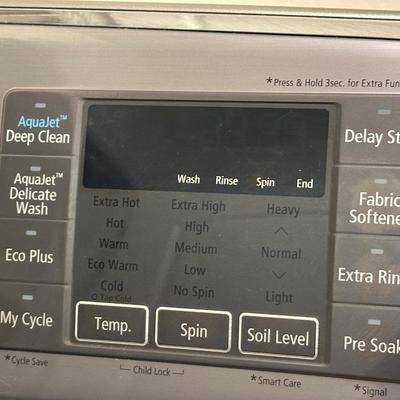 *Press & Hold 3sec. for Extra Fun
AquaJet™
Deep Clean
Delay St
Wash Rinse Spin End
AquaJet™
Delicate
Wash
Extra Hot Extra High Heavy
Hot High
Warm Medium Normal
Eco Warm Low
Cold No Spin Light
Tap Cold
Fabric
Softene
Eco Plus
Extra Rin
My Cycle
Temp. Spin Soil Level
Pre Soak
*Cycle Save
Child Lock
*Smart Care
*Signal